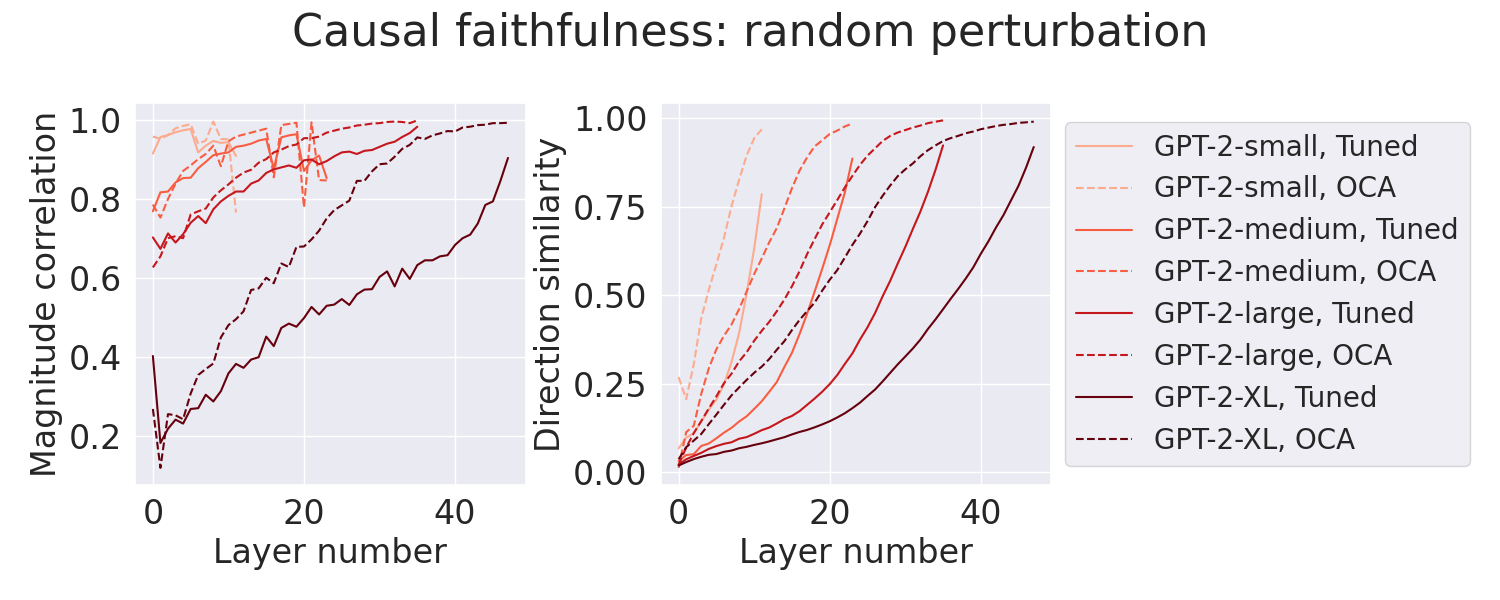 Causal faithfulness: random perturbation
Magnitude correlation
1.0
0.8
0.6
0.4
0.2
0 20 40
Layer number
Direction similarity
1.00
0.75
0.50
0.25
0.00
0 20 40
Layer number
GPT-2-small, Tuned
GPT-2-small, OCA
GPT-2-medium, Tuned
GPT-2-medium, OCA
GPT-2-large, Tuned
GPT-2-large, OCA
GPT-2-XL, Tuned
GPT-2-XL, OCA